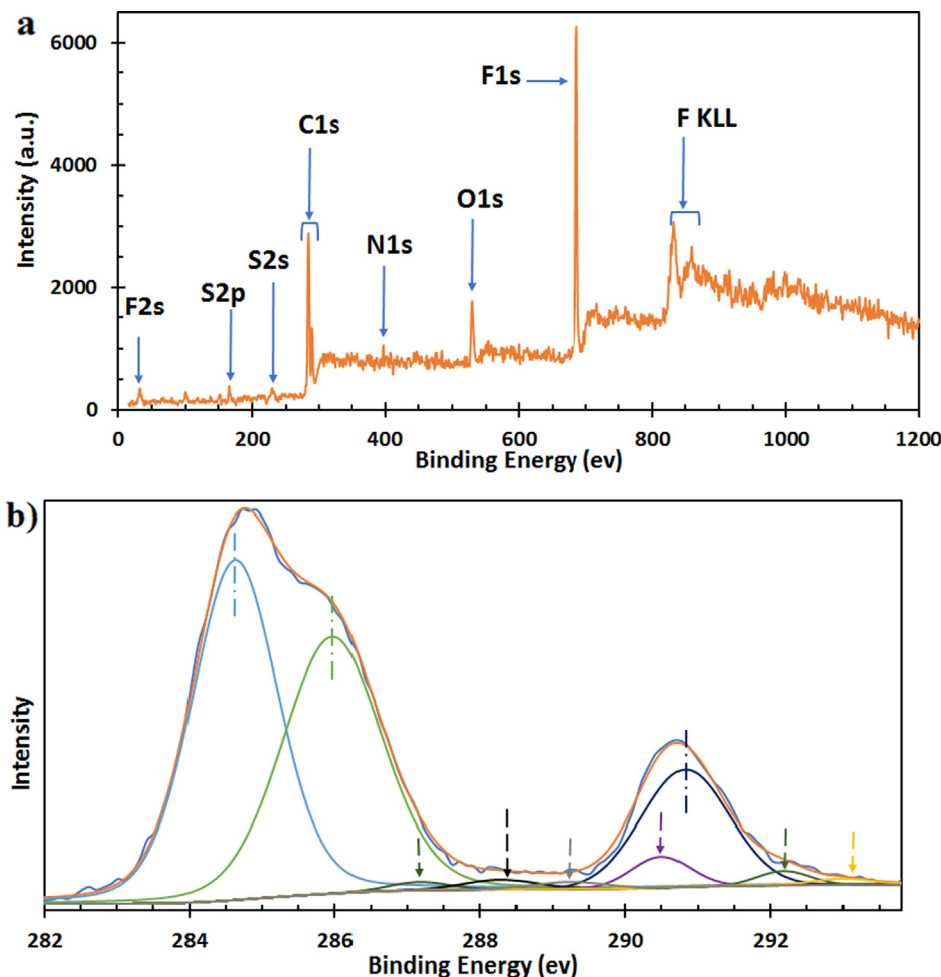 a
6000
4000
2000
0
Intensity (a.u.)
F2s
S2p
S2s
C1s
N1s
O1s
F1s
F KLL
0 200 400 600 800 1000 1200
Binding Energy (ev)
b)
Intensity
282 284 286 288 290 292
Binding Energy (ev)